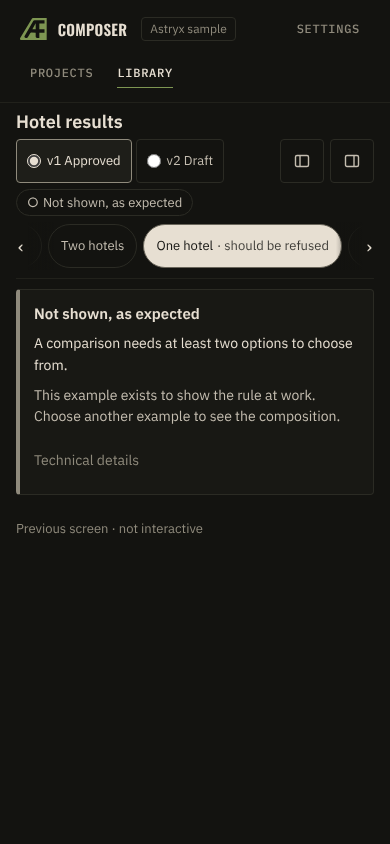 COMPOSER
Astryx sample
SETTINGS
PROJECTS
LIBRARY
Hotel results
v1 Approved
v2 Draft
Not shown, as expected
Two hotels
One hotel · should be refused
Not shown, as expected
A comparison needs at least two options to choose
from.
This example exists to show the rule at work.
Choose another example to see the composition.
Technical details
Previous screen · not interactive